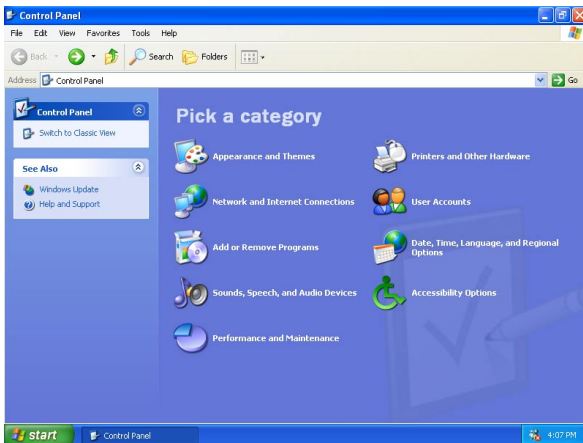 Control Panel
File Edit View Favorites Tools Help
Back Search Folders
Address Control Panel Go
Control Panel
Switch to Classic View
See Also
Windows Update
Help and Support
Pick a category
Appearance and Themes
Printers and Other Hardware
Network and Internet Connections
User Accounts
Add or Remove Programs
Date, Time, Language, and Regional
Options
Sounds, Speech, and Audio Devices
Accessibility Options
Performance and Maintenance
start Control Panel 4:07 PM